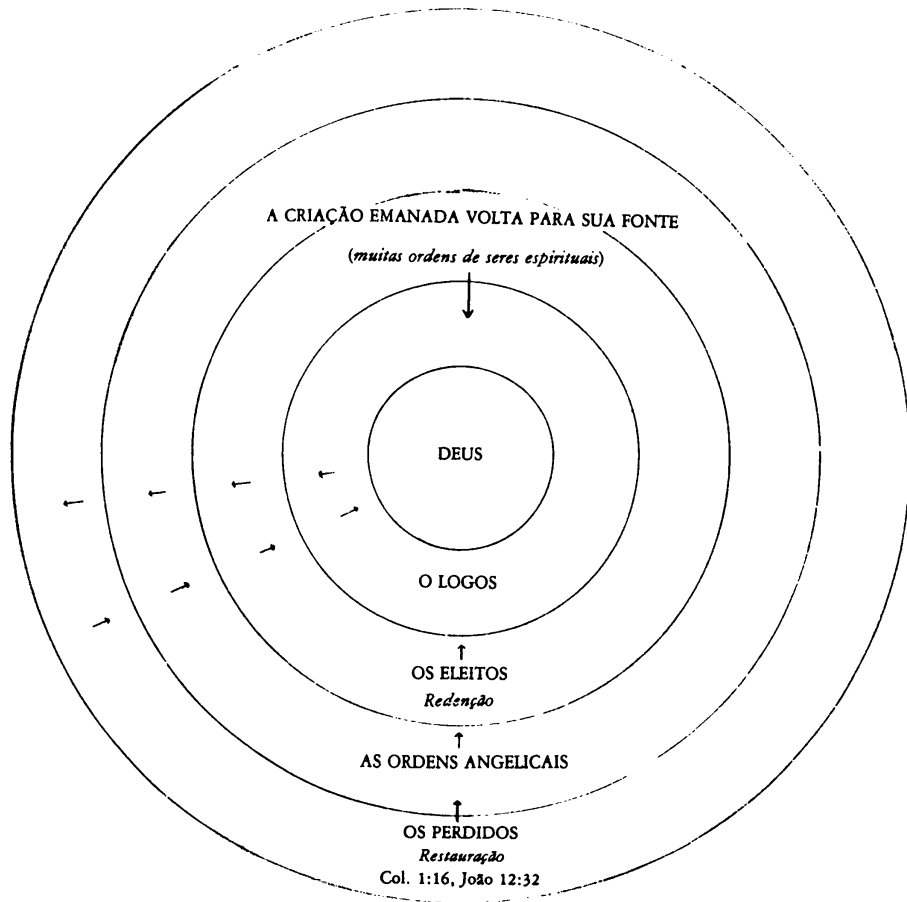 A CRIAÇÃO EMANADA VOLTA PARA SUA FONTE
(muitas ordens de seres espirituais)
DEUS
O LOGOS
OS ELEITOS
Redenção
AS ORDENS ANGELICAIS
OS PERDIDOS
Restauração
Col. 1:16, João 12:32